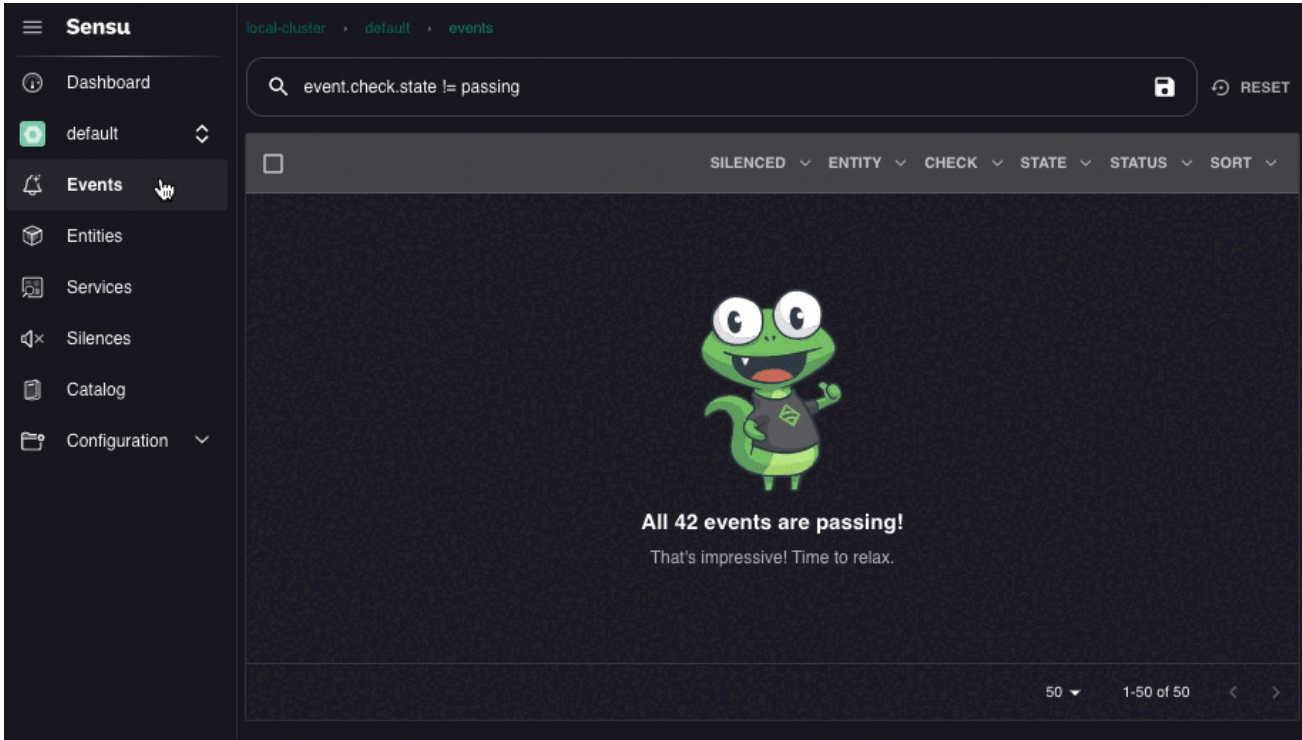 Sensu
local-cluster › default › events
Dashboard
event.check.state != passing
RESET
default
SILENCED ENTITY CHECK STATE STATUS SORT
Events
Entities
Services
Silences
Catalog
Configuration
All 42 events are passing!
That's impressive! Time to relax.
50 1-50 of 50